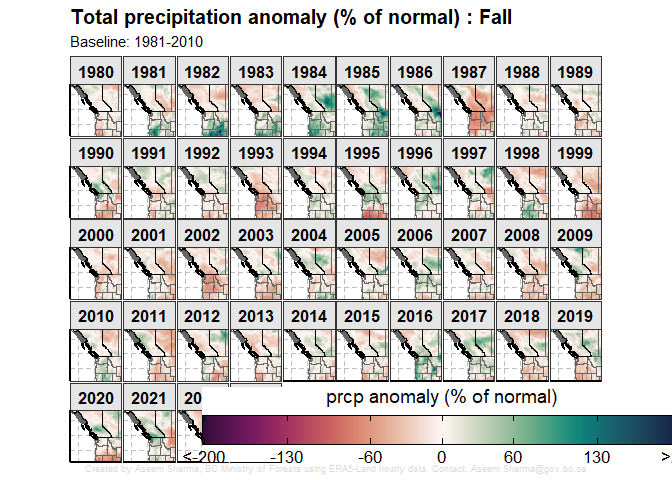 Total precipitation anomaly (% of normal) : Fall
Baseline: 1981-2010
1980 1981 1982 1983 1984 1985 1986 1987 1988 1989
1990 1991 1992 1993 1994 1995 1996 1997 1998 1999
2000 2001 2002 2003 2004 2005 2006 2007 2008 2009
2010 2011 2012 2013 2014 2015 2016 2017 2018 2019
2020 2021 20
prcp anomaly (% of normal)
<-200 -130 -60 0 60 130 >
Created by Aseem Sharma, BC Ministry of Forests using ERA5-Land hourly data. Contact: Aseem.Sharma@gov.bc.ca